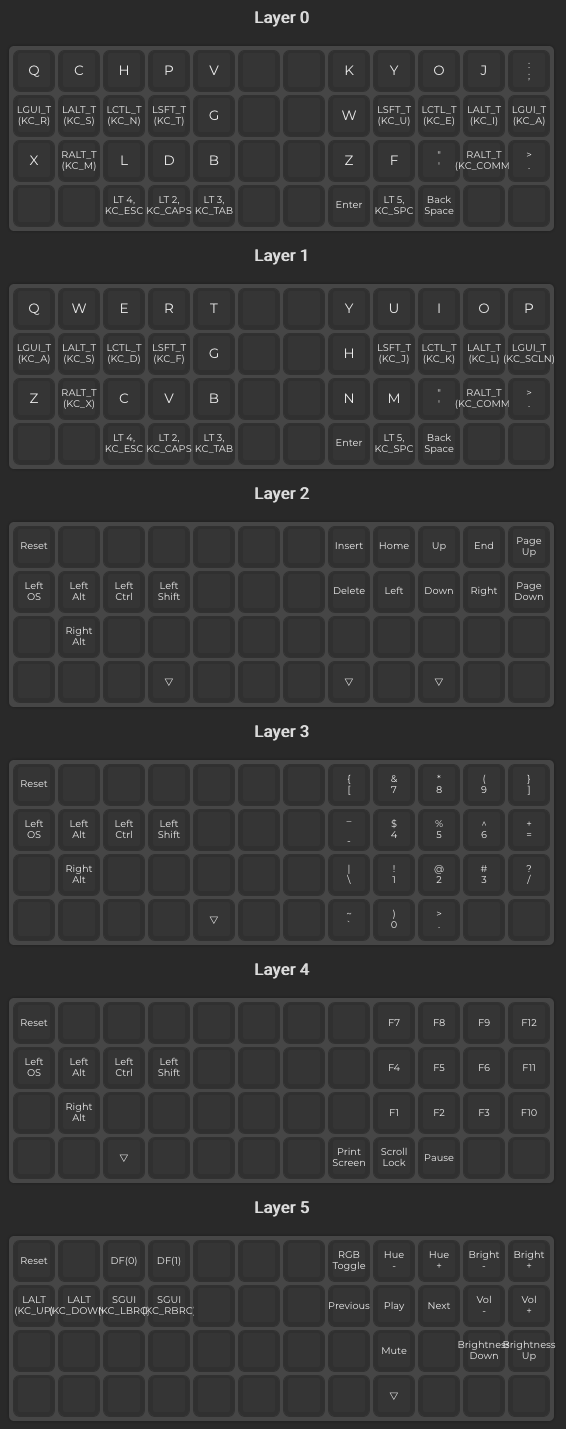 Layer 0
Q C H P V K Y O J :
;
LGUI_T LALT_T LCTL_T LSFT_T G W LSFT_T LCTL_T LALT_T LGUI_T
(KC_R) (KC_S) (KC_N) (KC_T) (KC_U) (KC_E) (KC_I) (KC_A)
X RALT_T L D B Z F " RALT_T >
(KC_M) ' (KC_COMM .
LT 4, LT 2, LT 3, Enter LT 5, Back
KC_ESC KC_CAPS KC_TAB KC_SPC Space
Layer 1
Q W E R T Y U I O P
LGUI_T LALT_T LCTL_T LSFT_T G H LSFT_T LCTL_T LALT_T LGUI_T
(KC_A) (KC_S) (KC_D) (KC_F) (KC_J) (KC_K) (KC_L) (KC_SCLN)
Z RALT_T C V B N M " RALT_T >
(KC_X) ' (KC_COMM .
LT 4, LT 2, LT 3, Enter LT 5, Back
KC_ESC KC_CAPS KC_TAB KC_SPC Space
Layer 2
Reset Insert Home Up End Page
Up
Left Left Left Left Delete Left Down Right Page
OS Alt Ctrl Shift Down
Right
Alt
▽ ▽ ▽
Layer 3
Reset { & * ( }
[ 7 8 9 ]
Left Left Left Left _ $ % ^ +
OS Alt Ctrl Shift - 4 5 6 =
Right | ! @ # ?
Alt \ 1 2 3 /
▽ ~ ) >
` 0 .
Layer 4
Reset F7 F8 F9 F12
Left Left Left Left F4 F5 F6 F11
OS Alt Ctrl Shift
Right F1 F2 F3 F10
Alt
▽ Print Scroll Pause
Screen Lock
Layer 5
Reset DF(0) DF(1) RGB Hue Hue Bright Bright
Toggle - + - +
LALT LALT SGUI SGUI Previous Play Next Vol Vol
(KC_UP) (KC_DOWN) (KC_LBRC) (KC_RBRC) - +
Mute Brightness Brightness
Down Up
▽